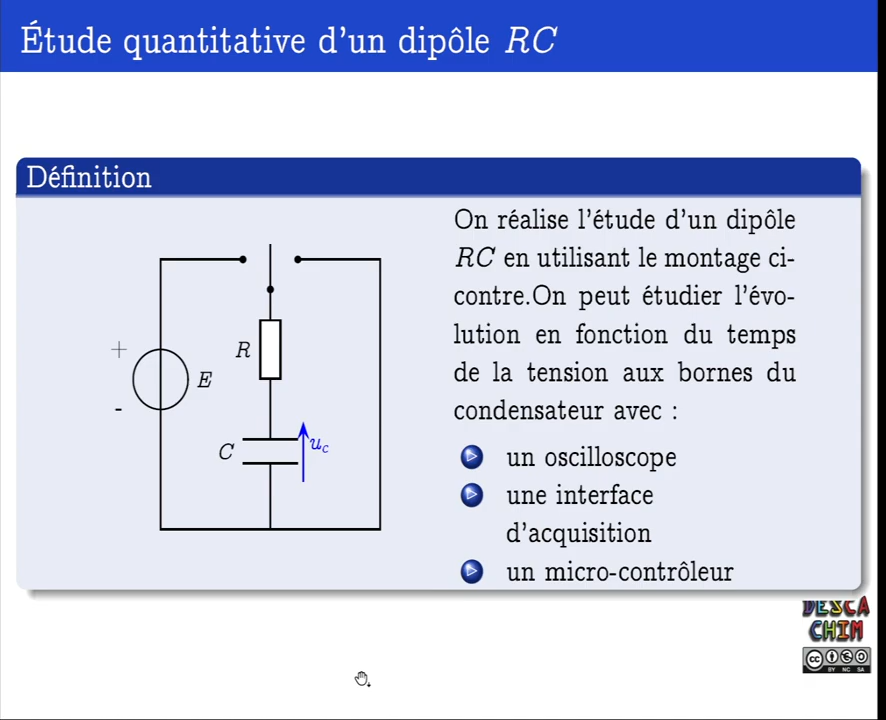 Étude quantitative d'un dipôle RC
Définition
+
-
E
R
C
u_c
On réalise l'étude d'un dipôle
RC en utilisant le montage ci-
contre.On peut étudier l'évo-
lution en fonction du temps
de la tension aux bornes du
condensateur avec :
un oscilloscope
une interface
d'acquisition
un micro-contrôleur
DESCA
CHIM
cc
BY NC SA